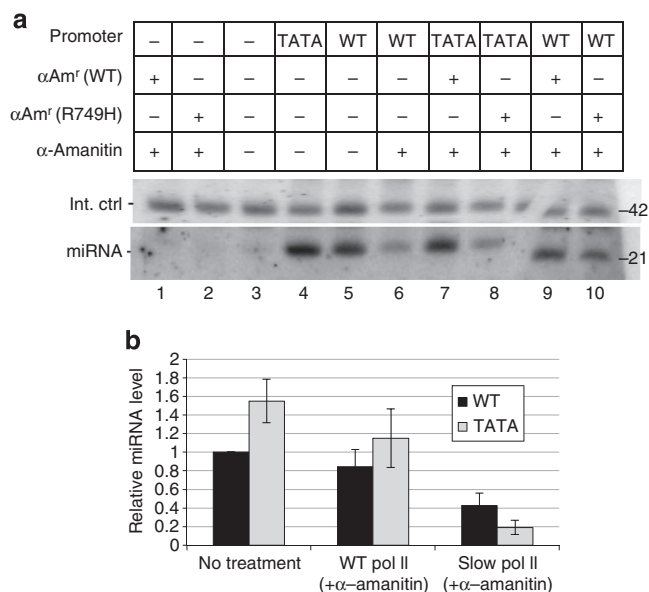 a
Promoter – – – TATA WT WT TATA TATA WT WT
αAmʳ (WT) + – – – – – + – + –
αAmʳ (R749H) – + – – – – – + – +
α-Amanitin + + – – – + + + + +
Int. ctrl –42
miRNA –21
1 2 3 4 5 6 7 8 9 10
b
Relative miRNA level
2
1.8
1.6
1.4
1.2
1
0.8
0.6
0.4
0.2
0
WT
TATA
No treatment WT pol II Slow pol II
(+α–amanitin) (+α–amanitin)